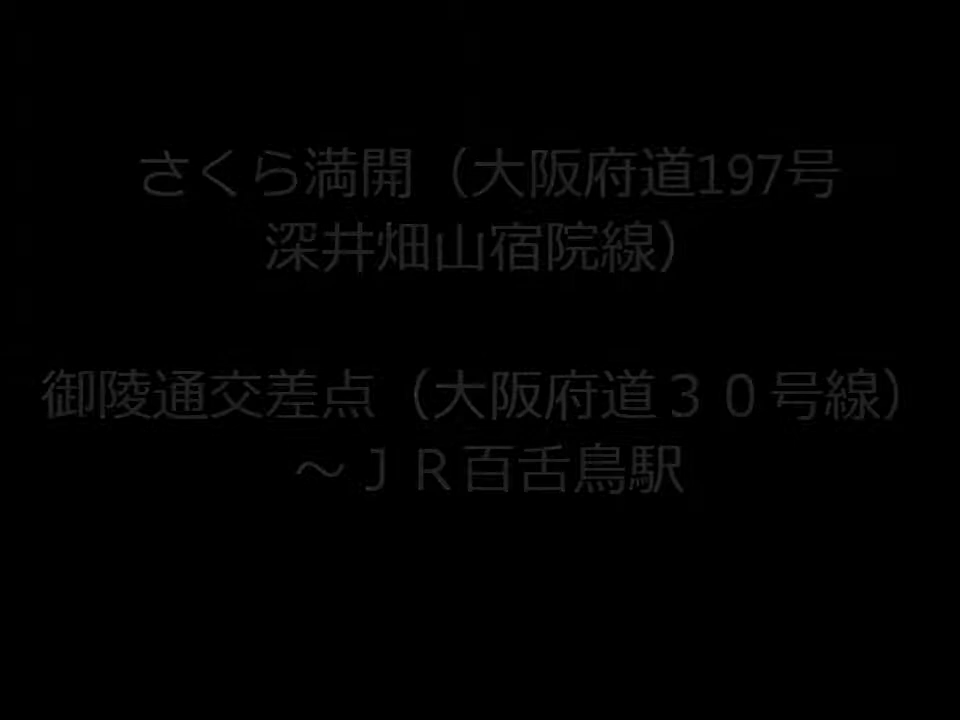 さくら満開（大阪府道197号
深井畑山宿院線）
御陵通交差点（大阪府道３０号線）
～ＪＲ百舌鳥駅